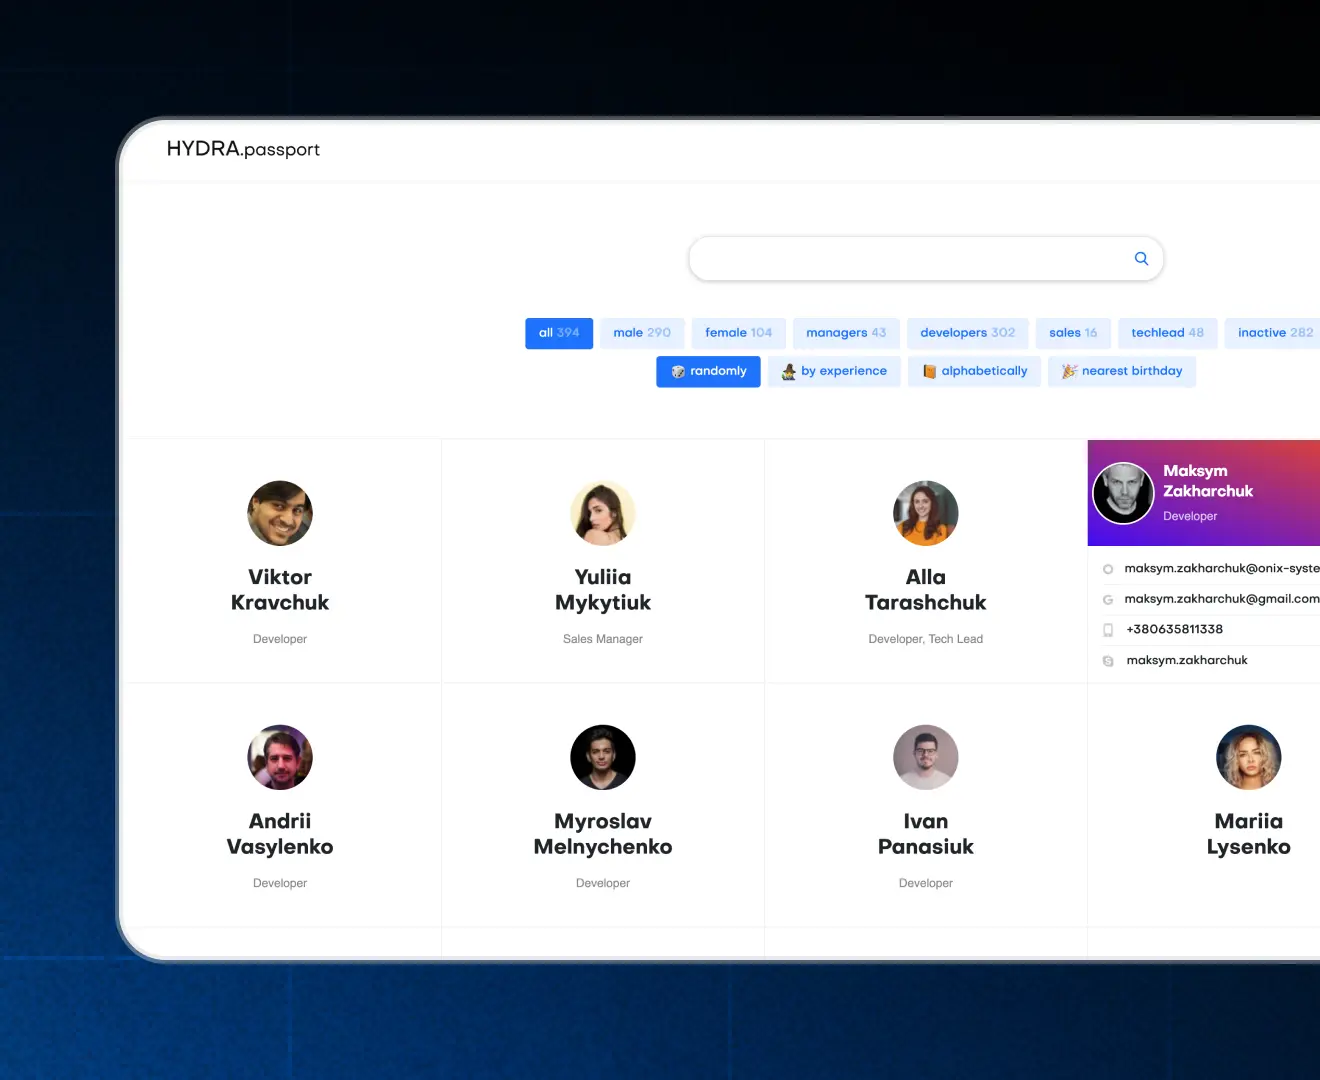 HYDRA.passport
all 394 male 290 female 104 managers 43 developers 302 sales 16 techlead 48 inactive 282
randomly by experience alphabetically nearest birthday
Viktor
Kravchuk
Developer
Yuliia
Mykytiuk
Sales Manager
Alla
Tarashchuk
Developer, Tech Lead
Maksym
Zakharchuk
Developer
maksym.zakharchuk@onix-syste
maksym.zakharchuk@gmail.com
+380635811338
maksym.zakharchuk
Andrii
Vasylenko
Developer
Myroslav
Melnychenko
Developer
Ivan
Panasiuk
Developer
Mariia
Lysenko